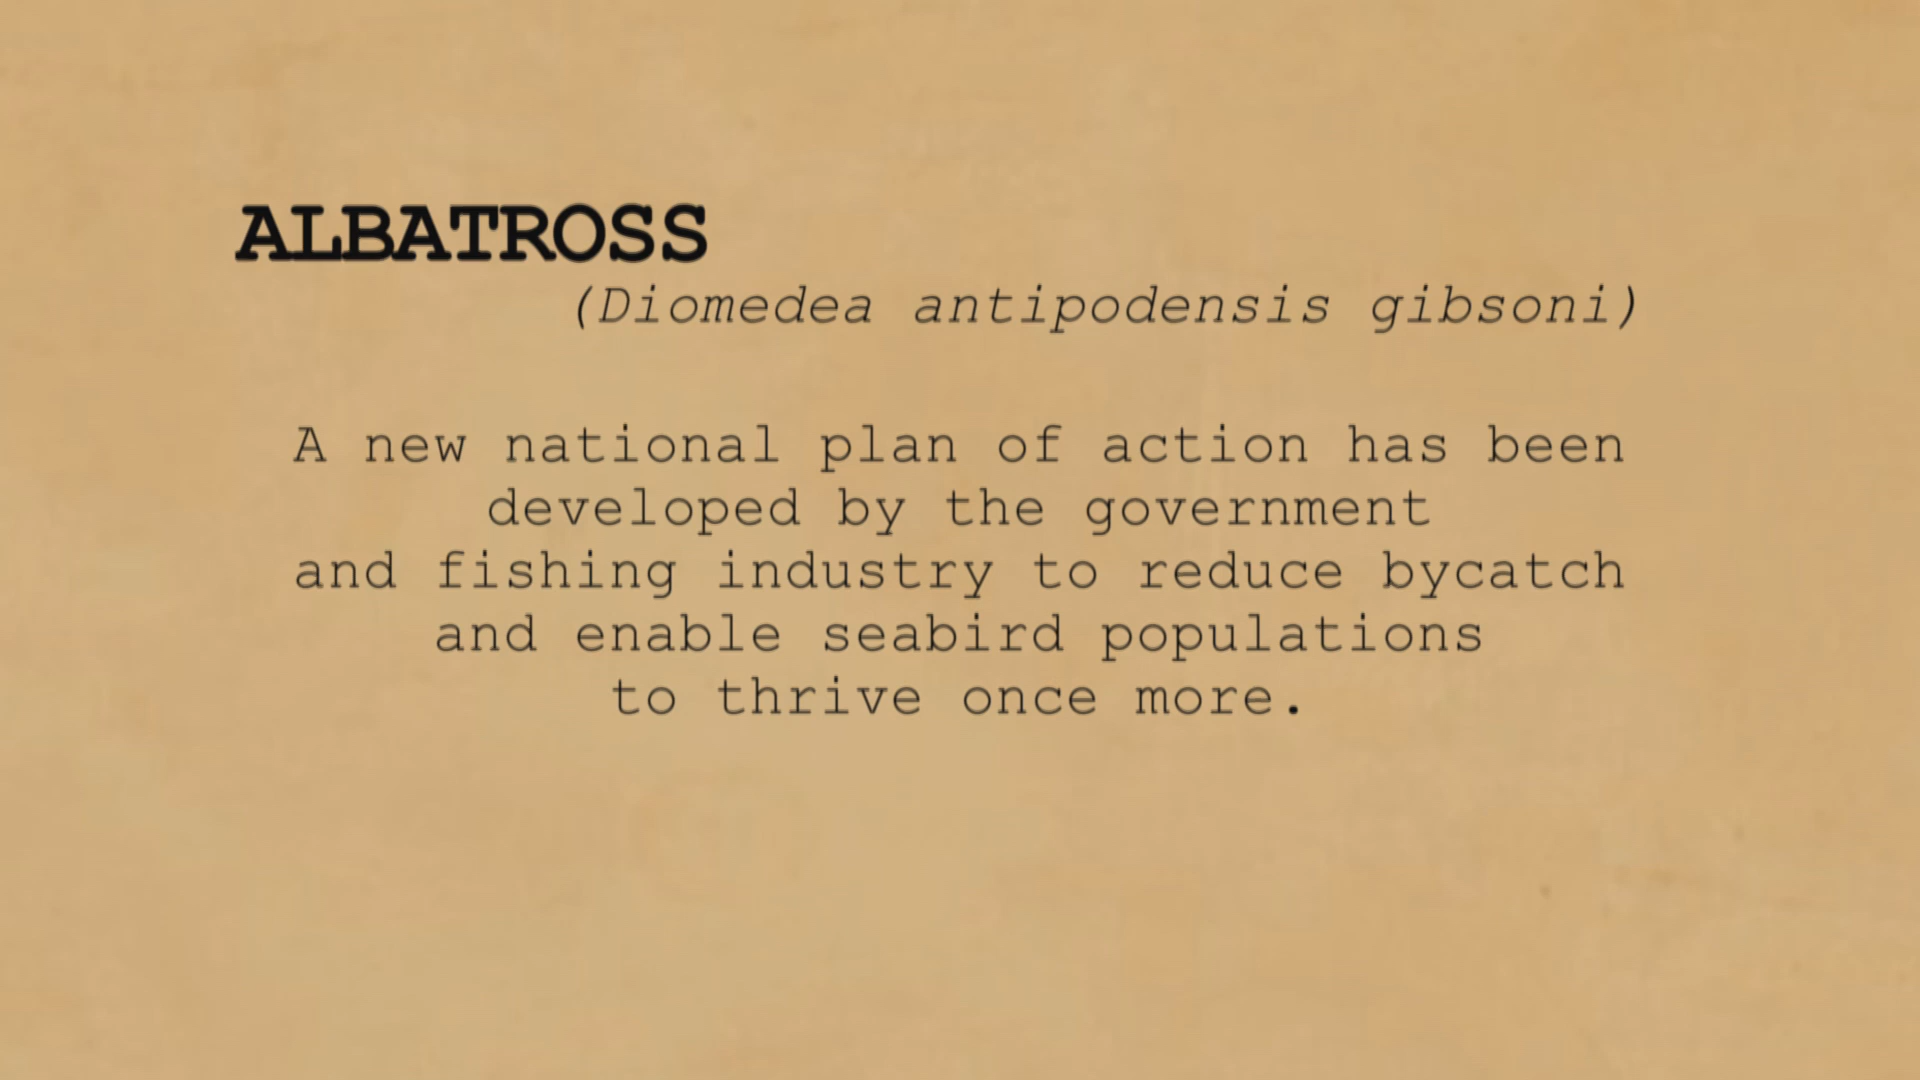 ALBATROSS
(Diomedea antipodensis gibsoni)
A new national plan of action has been
developed by the government
and fishing industry to reduce bycatch
and enable seabird populations
to thrive once more.